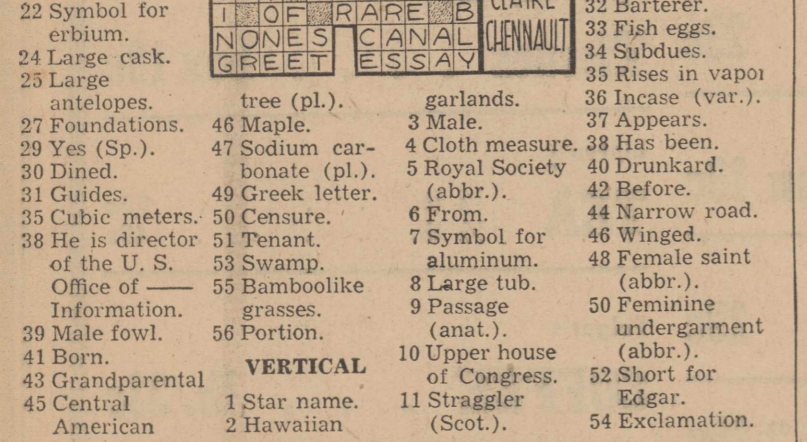 22 Symbol for
erbium.
24 Large cask.
25 Large
antelopes.
27 Foundations.
29 Yes (Sp.).
30 Dined.
31 Guides.
35 Cubic meters.
38 He is director
of the U. S.
Office of ——
Information.
39 Male fowl.
41 Born.
43 Grandparental
45 Central
American
I OF RARE B
NONES CANAL
GREET ESSAY
CLAIRE
CHENNAULT
tree (pl.).
46 Maple.
47 Sodium car-
bonate (pl.).
49 Greek letter.
50 Censure.
51 Tenant.
53 Swamp.
55 Bamboolike
grasses.
56 Portion.
VERTICAL
1 Star name.
2 Hawaiian
garlands.
3 Male.
4 Cloth measure.
5 Royal Society
(abbr.).
6 From.
7 Symbol for
aluminum.
8 Large tub.
9 Passage
(anat.).
10 Upper house
of Congress.
11 Straggler
(Scot.).
32 Barterer.
33 Fish eggs.
34 Subdues.
35 Rises in vapor
36 Incase (var.).
37 Appears.
38 Has been.
40 Drunkard.
42 Before.
44 Narrow road.
46 Winged.
48 Female saint
(abbr.).
50 Feminine
undergarment
(abbr.).
52 Short for
Edgar.
54 Exclamation.